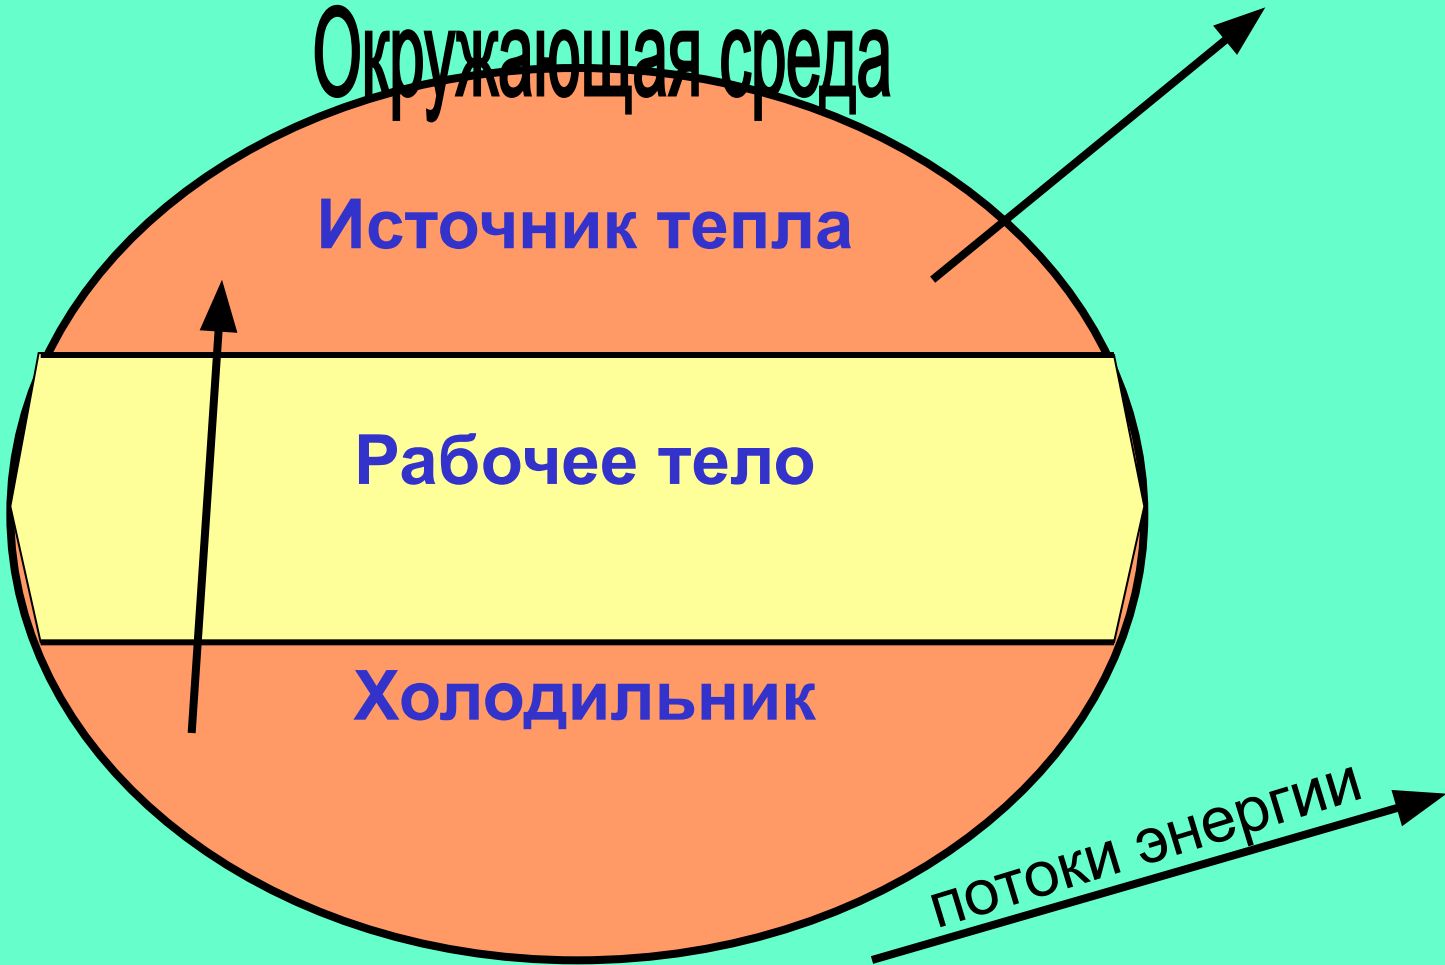 Окружающая среда
Источник тепла
Рабочее тело
Холодильник
потоки энергии